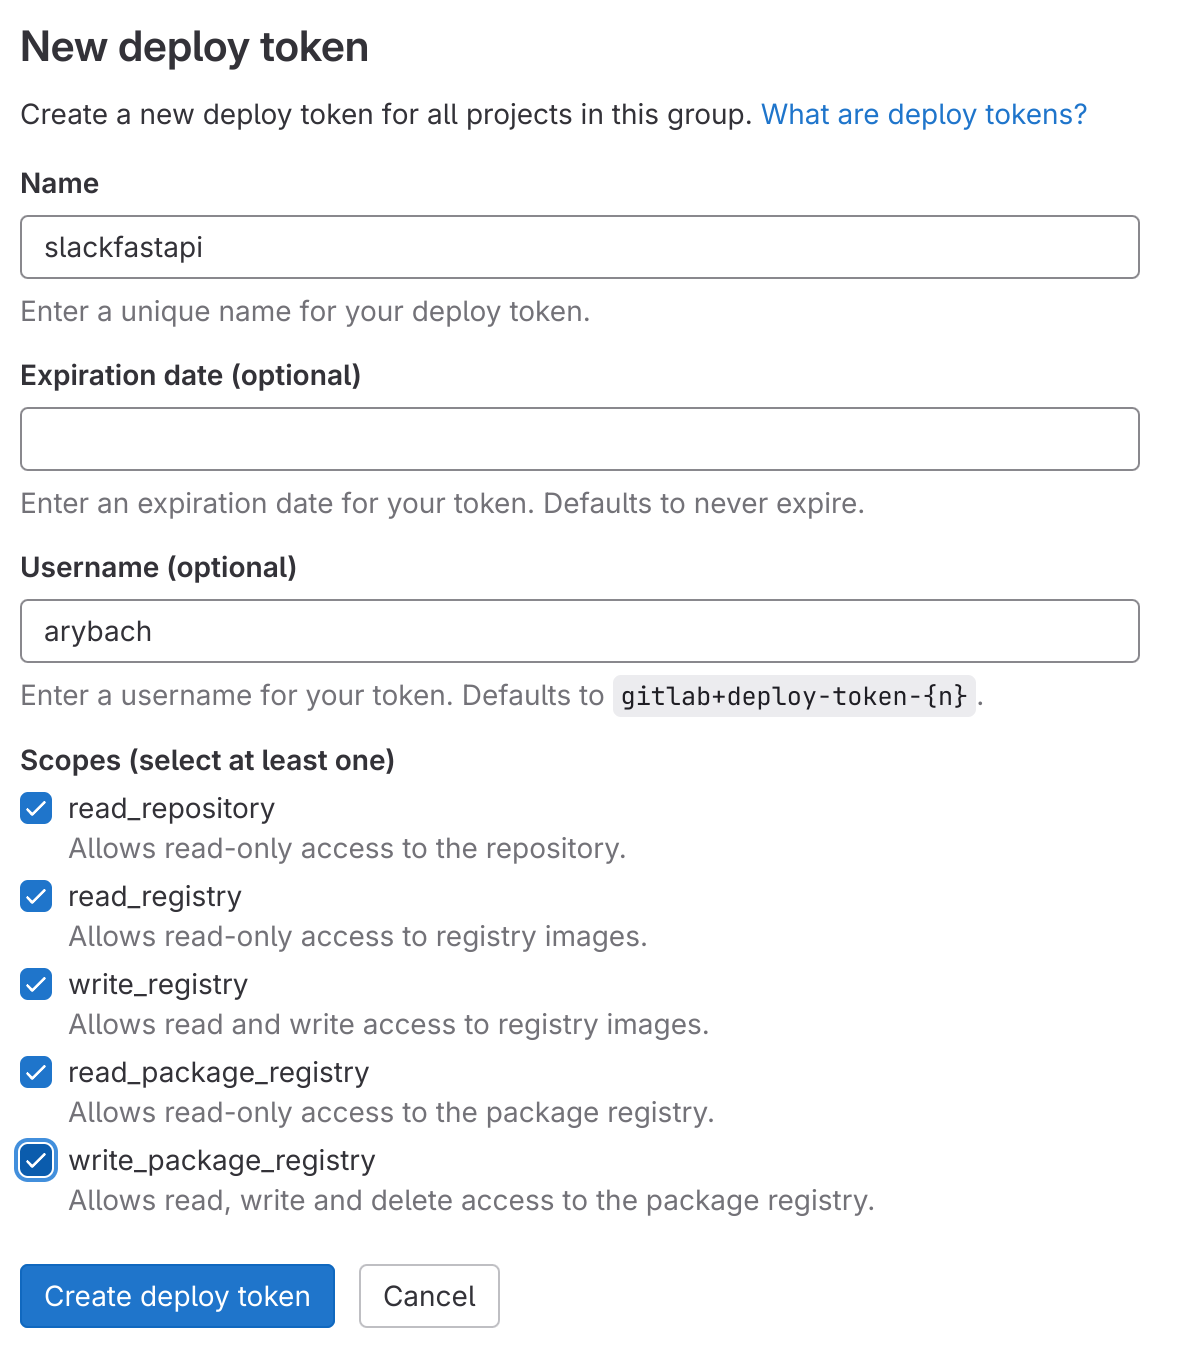 New deploy token
Create a new deploy token for all projects in this group. What are deploy tokens?
Name
slackfastapi
Enter a unique name for your deploy token.
Expiration date (optional)
Enter an expiration date for your token. Defaults to never expire.
Username (optional)
arybach
Enter a username for your token. Defaults to gitlab+deploy-token-{n}.
Scopes (select at least one)
read_repository
Allows read-only access to the repository.
read_registry
Allows read-only access to registry images.
write_registry
Allows read and write access to registry images.
read_package_registry
Allows read-only access to the package registry.
write_package_registry
Allows read, write and delete access to the package registry.
Create deploy token Cancel